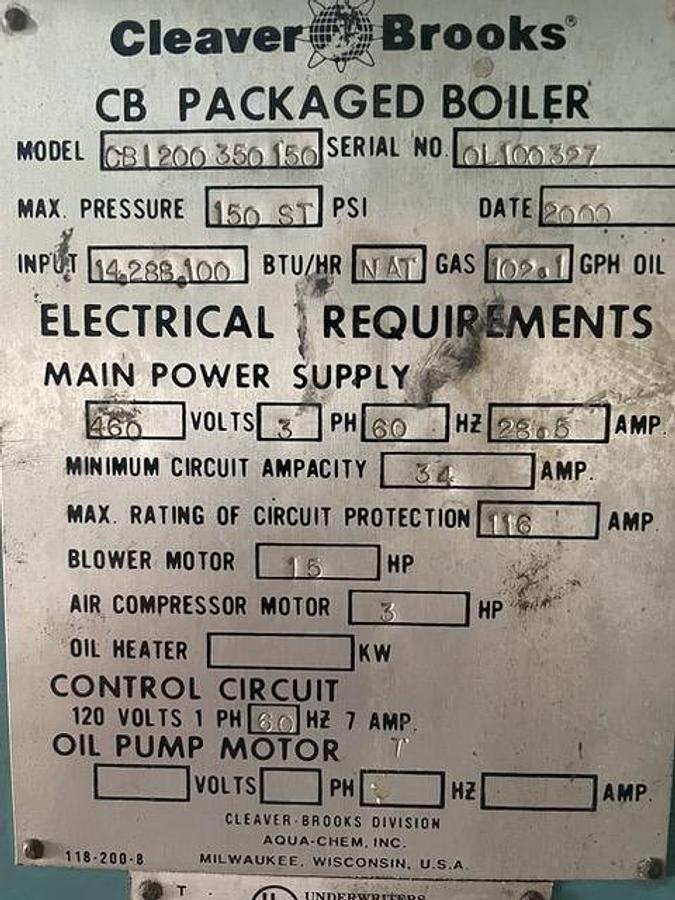 Cleaver Brooks®
CB PACKAGED BOILER
MODEL CB1200 350 150 SERIAL NO. OL100327
MAX. PRESSURE 150 ST PSI DATE 2000
INPUT 14,288,100 BTU/HR NAT GAS 102.1 GPH OIL
ELECTRICAL REQUIREMENTS
MAIN POWER SUPPLY
460 VOLTS 3 PH 60 HZ 28.5 AMP.
MINIMUM CIRCUIT AMPACITY 34 AMP.
MAX. RATING OF CIRCUIT PROTECTION 116 AMP.
BLOWER MOTOR 15 HP
AIR COMPRESSOR MOTOR 3 HP
OIL HEATER KW
CONTROL CIRCUIT
120 VOLTS 1 PH 60 HZ 7 AMP.
OIL PUMP MOTOR 7
VOLTS PH HZ AMP.
CLEAVER-BROOKS DIVISION
AQUA-CHEM, INC.
118-200-8 MILWAUKEE, WISCONSIN, U.S.A.
T. UNDERWRITERS